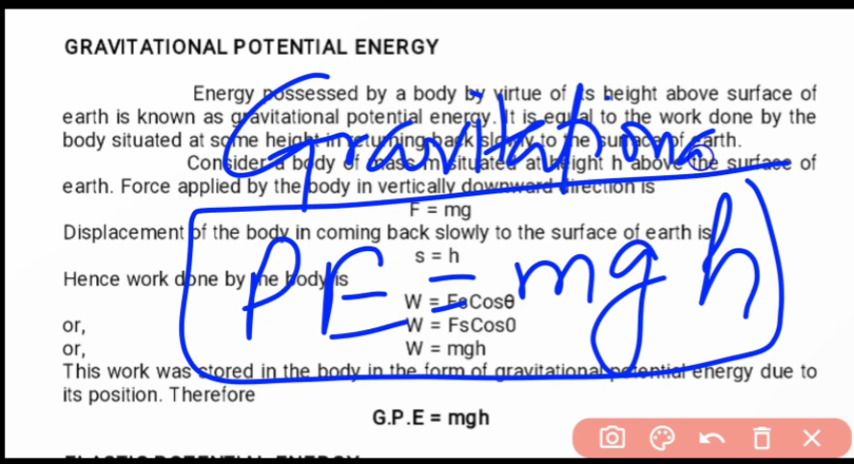 GRAVITATIONAL POTENTIAL ENERGY
Energy possessed by a body by virtue of its height above surface of
earth is known as gravitational potential energy. It is equal to the work done by the
body situated at some height in returning back slowly to the surface of earth.
Consider a body of mass m situated at height h above the surface of
earth. Force applied by the body in vertically downward direction is
F = mg
Displacement of the body in coming back slowly to the surface of earth is
s = h
Hence work done by the body is
W = FsCosθ
or, W = FsCos0
or, W = mgh
This work was stored in the body in the form of gravitational potential energy due to
its position. Therefore
G.P.E = mgh
Gravitationa
PE = mgh
ELASTIC POTENTIAL ENERGY